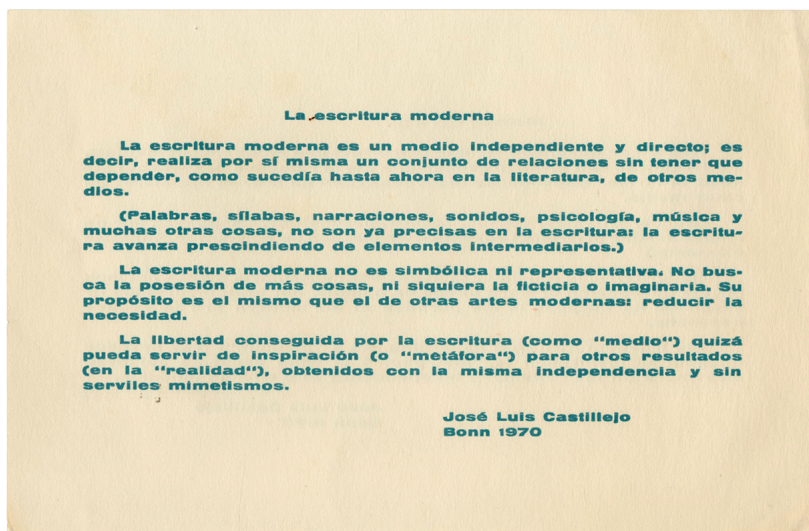 La escritura moderna
La escritura moderna es un medio independiente y directo; es
decir, realiza por sí misma un conjunto de relaciones sin tener que
depender, como sucedía hasta ahora en la literatura, de otros me-
dios.
(Palabras, sílabas, narraciones, sonidos, psicología, música y
muchas otras cosas, no son ya precisas en la escritura: la escritu-
ra avanza prescindiendo de elementos intermediarios.)
La escritura moderna no es simbólica ni representativa. No bus-
ca la posesión de más cosas, ni siquiera la ficticia o imaginaria. Su
propósito es el mismo que el de otras artes modernas: reducir la
necesidad.
La libertad conseguida por la escritura (como "medio") quizá
pueda servir de inspiración (o "metáfora") para otros resultados
(en la "realidad"), obtenidos con la misma independencia y sin
serviles mimetismos.
José Luis Castillejo
Bonn 1970